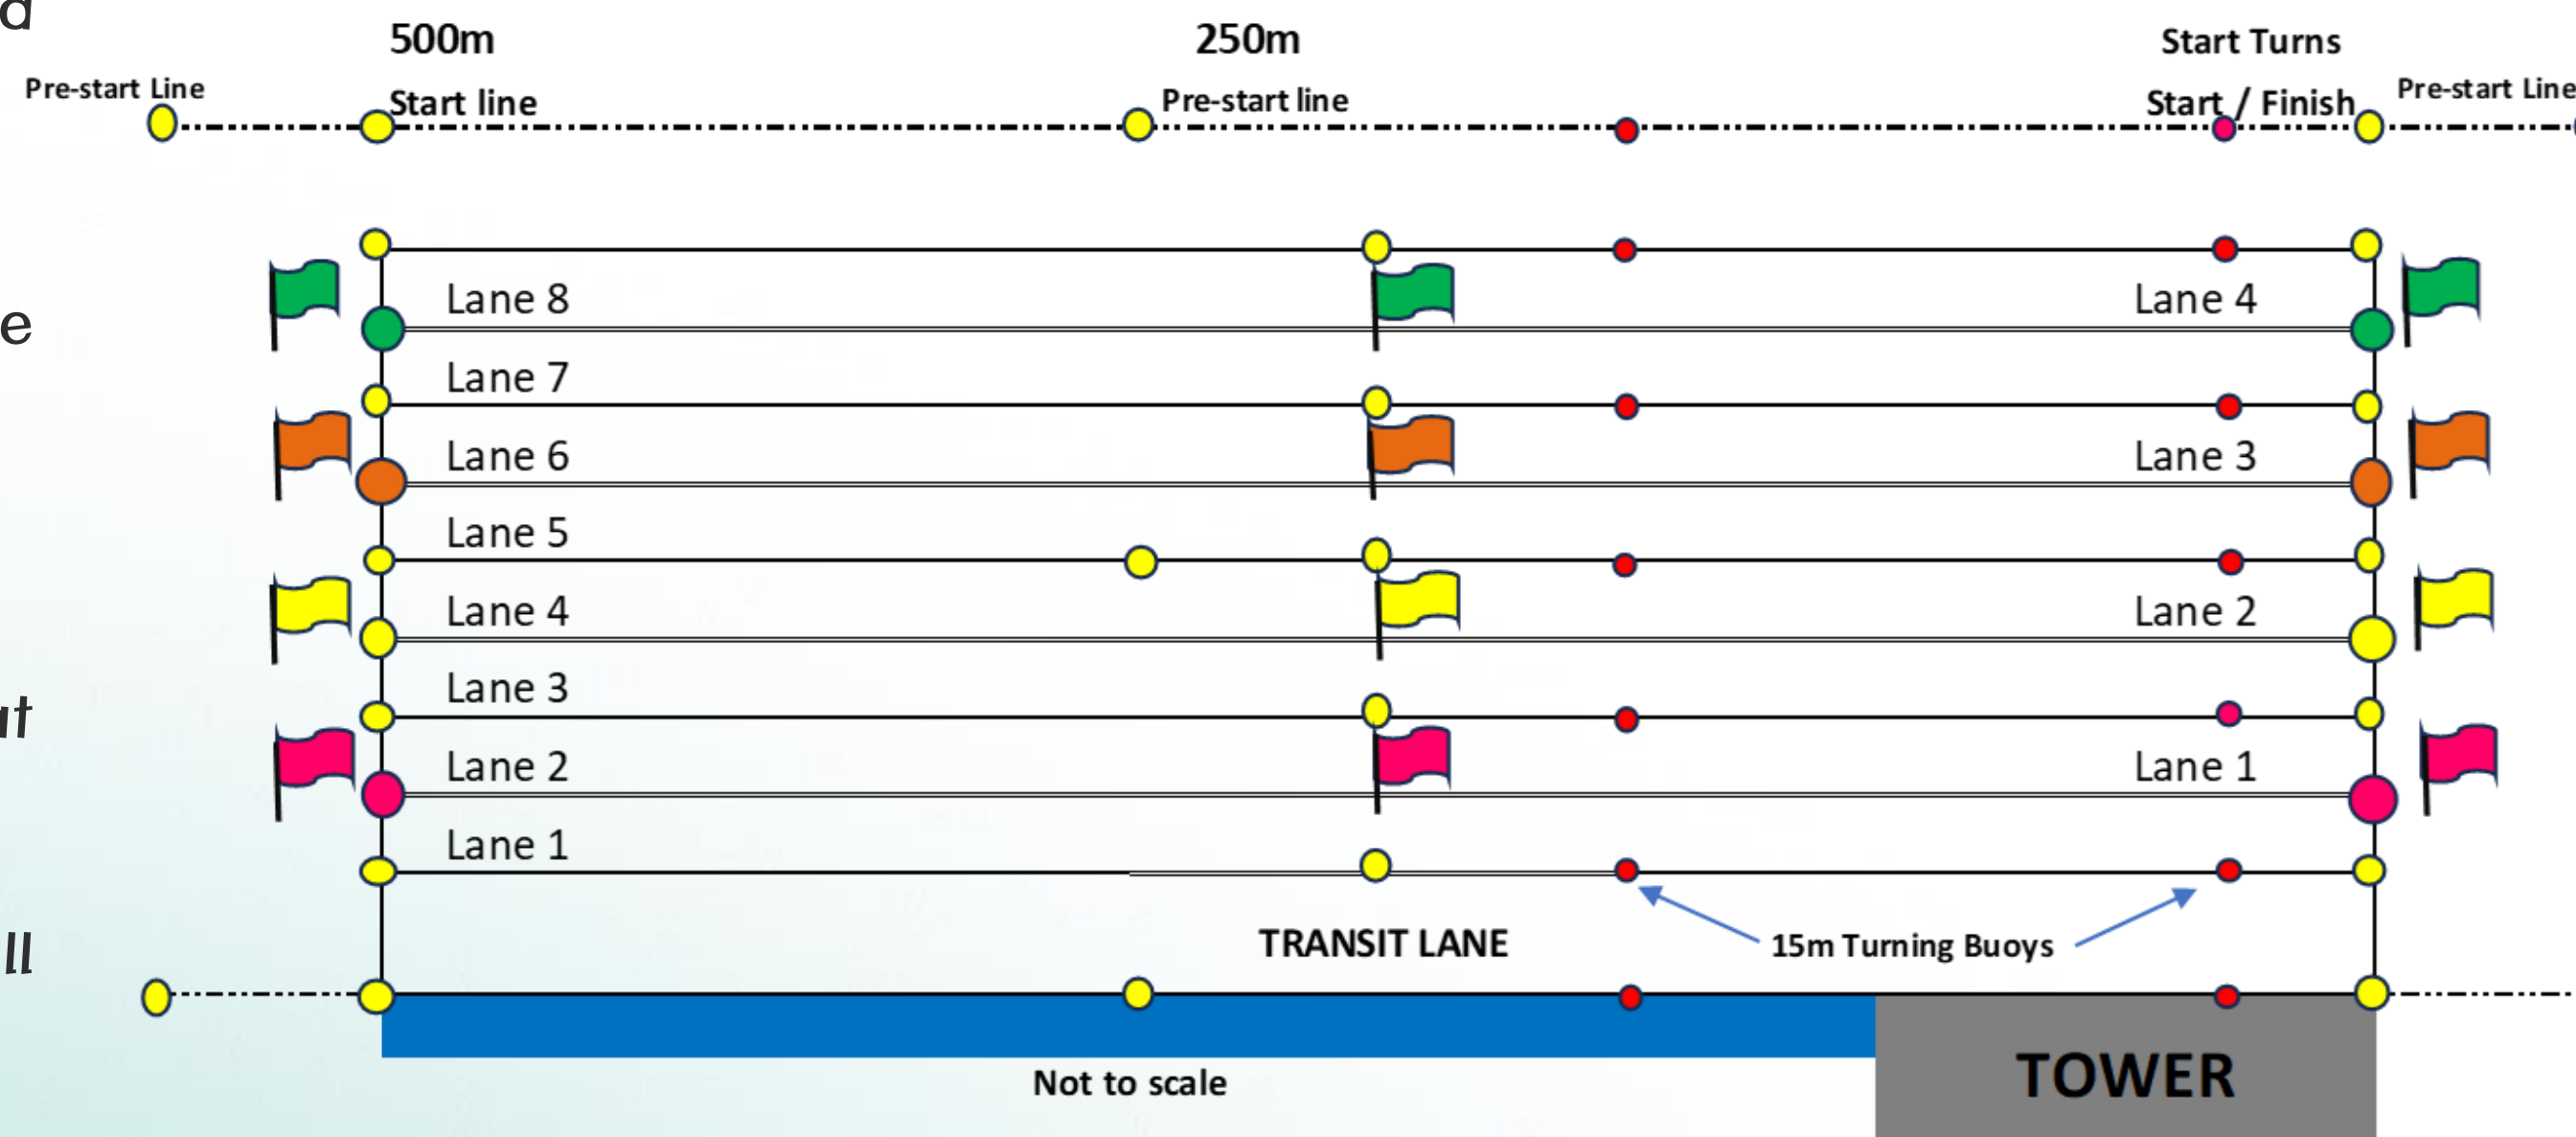 500m
250m
Start Turns
Pre-start Line
Start line
Pre-start line
Start / Finish
Pre-start Line
Lane 8
Lane 4
Lane 7
Lane 6
Lane 3
Lane 5
Lane 4
Lane 2
Lane 3
Lane 2
Lane 1
Lane 1
TRANSIT LANE
15m Turning Buoys
Not to scale
TOWER